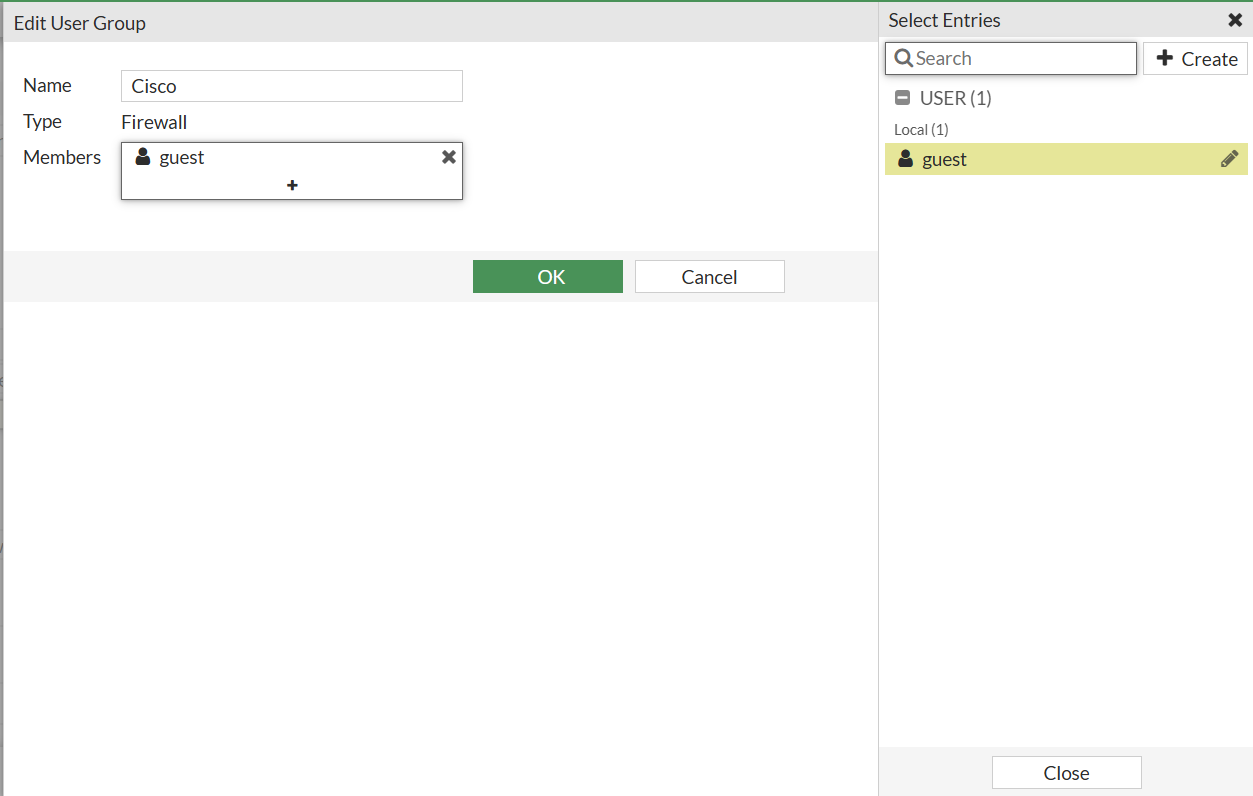 Edit User Group
Name Cisco
Type Firewall
Members guest
OK Cancel
Select Entries
Search Create
USER (1)
Local (1)
guest
Close